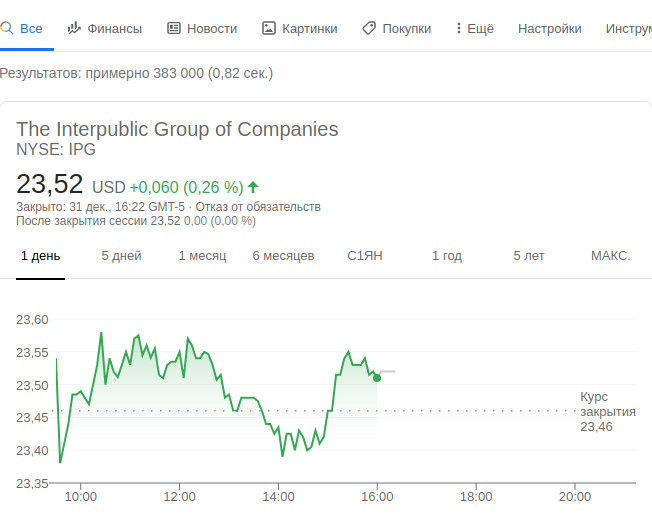 Все Финансы Новости Картинки Покупки Ещё Настройки Инструм
Результатов: примерно 383 000 (0,82 сек.)
The Interpublic Group of Companies
NYSE: IPG
23,52 USD +0,060 (0,26 %)
Закрыто: 31 дек., 16:22 GMT-5 · Отказ от обязательств
После закрытия сессии 23,52 0,00 (0,00 %)
1 день 5 дней 1 месяц 6 месяцев С1ЯН 1 год 5 лет МАКС.
23,60
23,55
23,50
23,45
23,40
23,35
Курс
закрытия
23,46
10:00 12:00 14:00 16:00 18:00 20:00